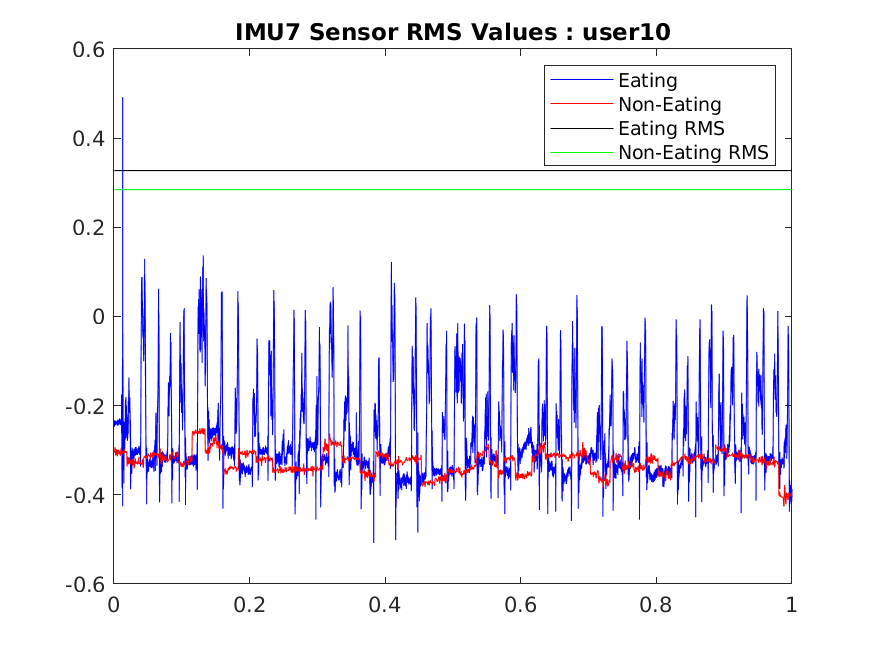 IMU7 Sensor RMS Values : user10
0.6
Eating
Non-Eating
Eating RMS
Non-Eating RMS
0.4
0.2
0
-0.2
-0.4
-0.6
0 0.2 0.4 0.6 0.8 1